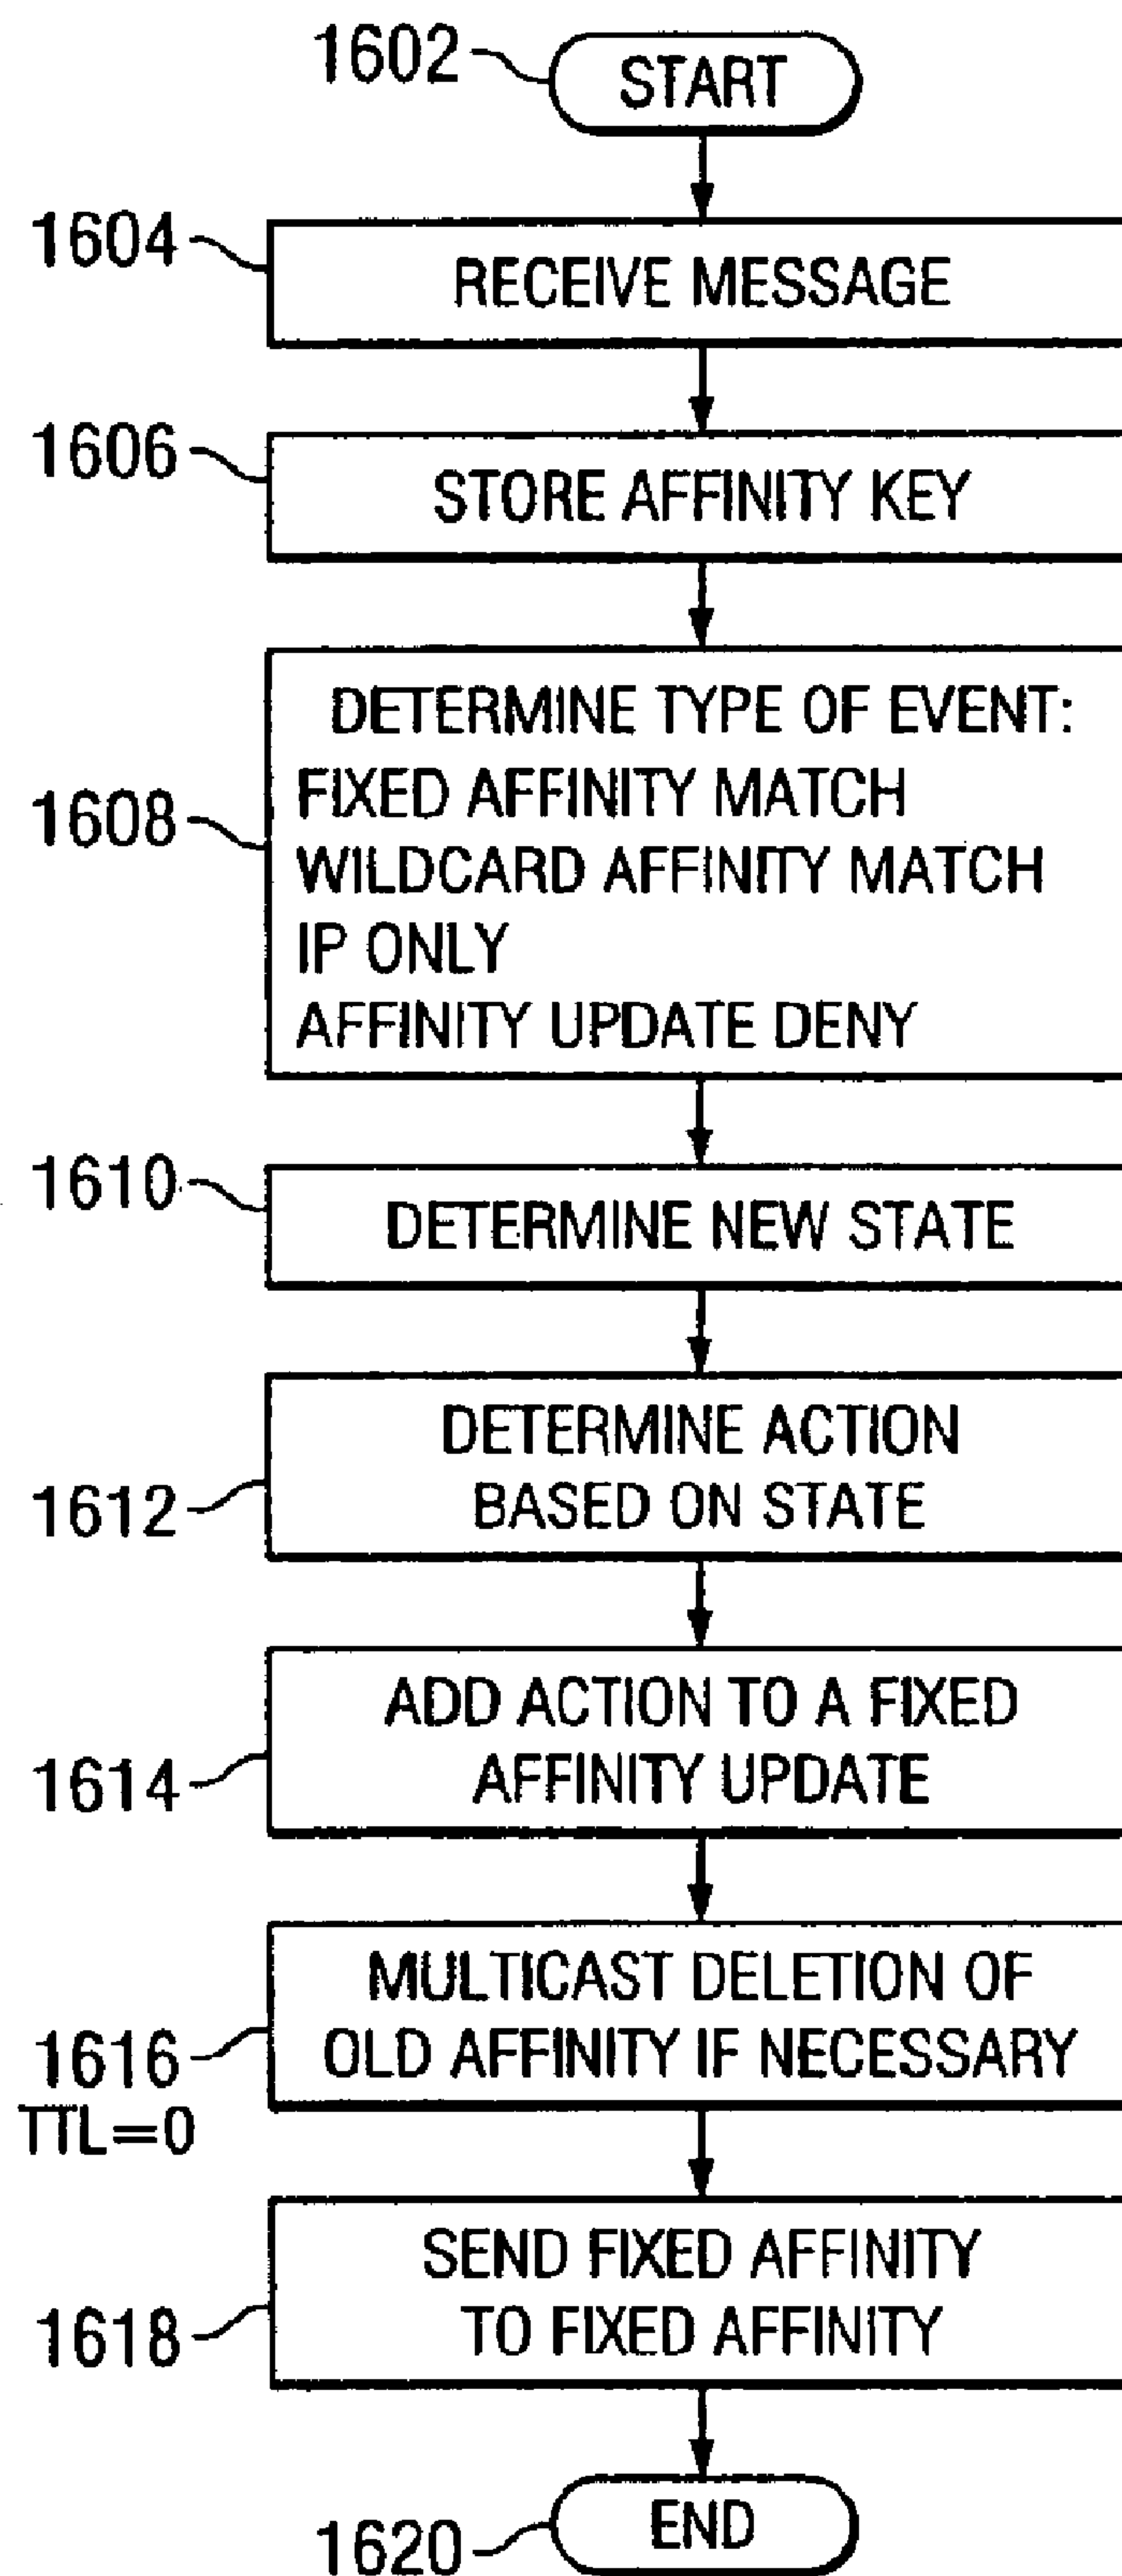 1602 START
1604 RECEIVE MESSAGE
1606 STORE AFFINITY KEY
DETERMINE TYPE OF EVENT:
FIXED AFFINITY MATCH
1608 WILDCARD AFFINITY MATCH
IP ONLY
AFFINITY UPDATE DENY
1610 DETERMINE NEW STATE
DETERMINE ACTION
1612 BASED ON STATE
ADD ACTION TO A FIXED
1614 AFFINITY UPDATE
MULTICAST DELETION OF
1616 OLD AFFINITY IF NECESSARY
TTL=0
SEND FIXED AFFINITY
1618 TO FIXED AFFINITY
1620 END